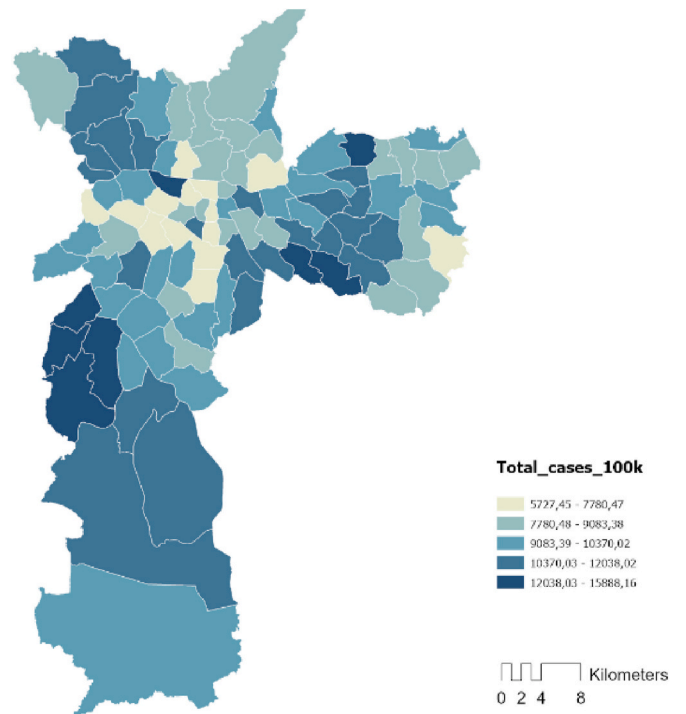 Total_cases_100k
5727,45 - 7780,47
7780,48 - 9083,38
9083,39 - 10370,02
10370,03 - 12038,02
12038,03 - 15888,16
Kilometers
0 2 4 8